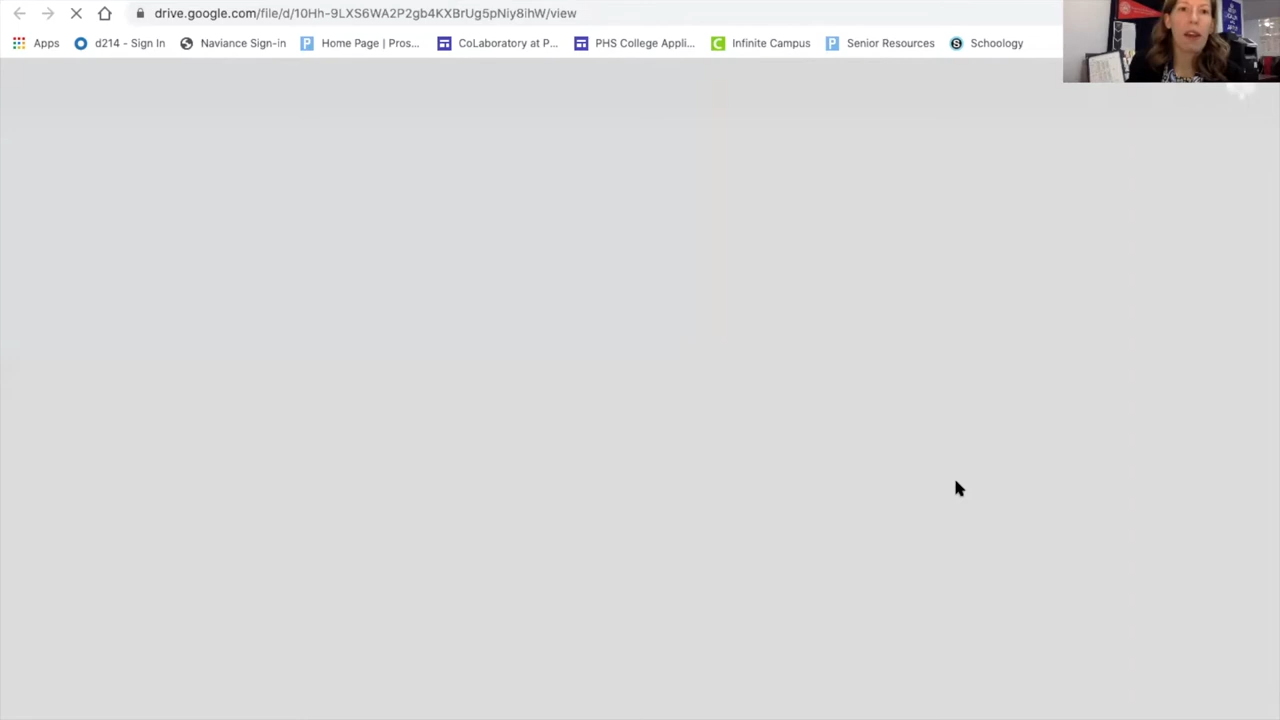 drive.google.com/file/d/10Hh-9LXS6WA2P2gb4KXBrUg5pNiy8ihW/view
Apps d214 - Sign In Naviance Sign-in P Home Page | Pros... CoLaboratory at P... PHS College Appli... C Infinite Campus P Senior Resources S Schoology